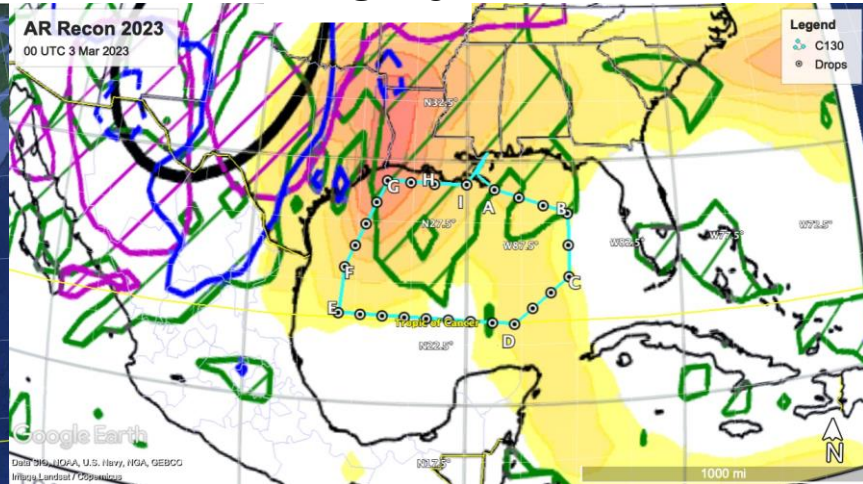 AR Recon 2023
00 UTC 3 Mar 2023
Legend
C130
Drops
N32.5°
G
H
I
A
B
N27.5°
W87.5°
W82.5°
W77.5°
W72.5°
F
C
E
Tropic of Cancer
D
N22.5°
Google Earth
N17.5°
N
Data SIO, NOAA, U.S. Navy, NGA, GEBCO
Image Landsat / Copernicus
1000 mi